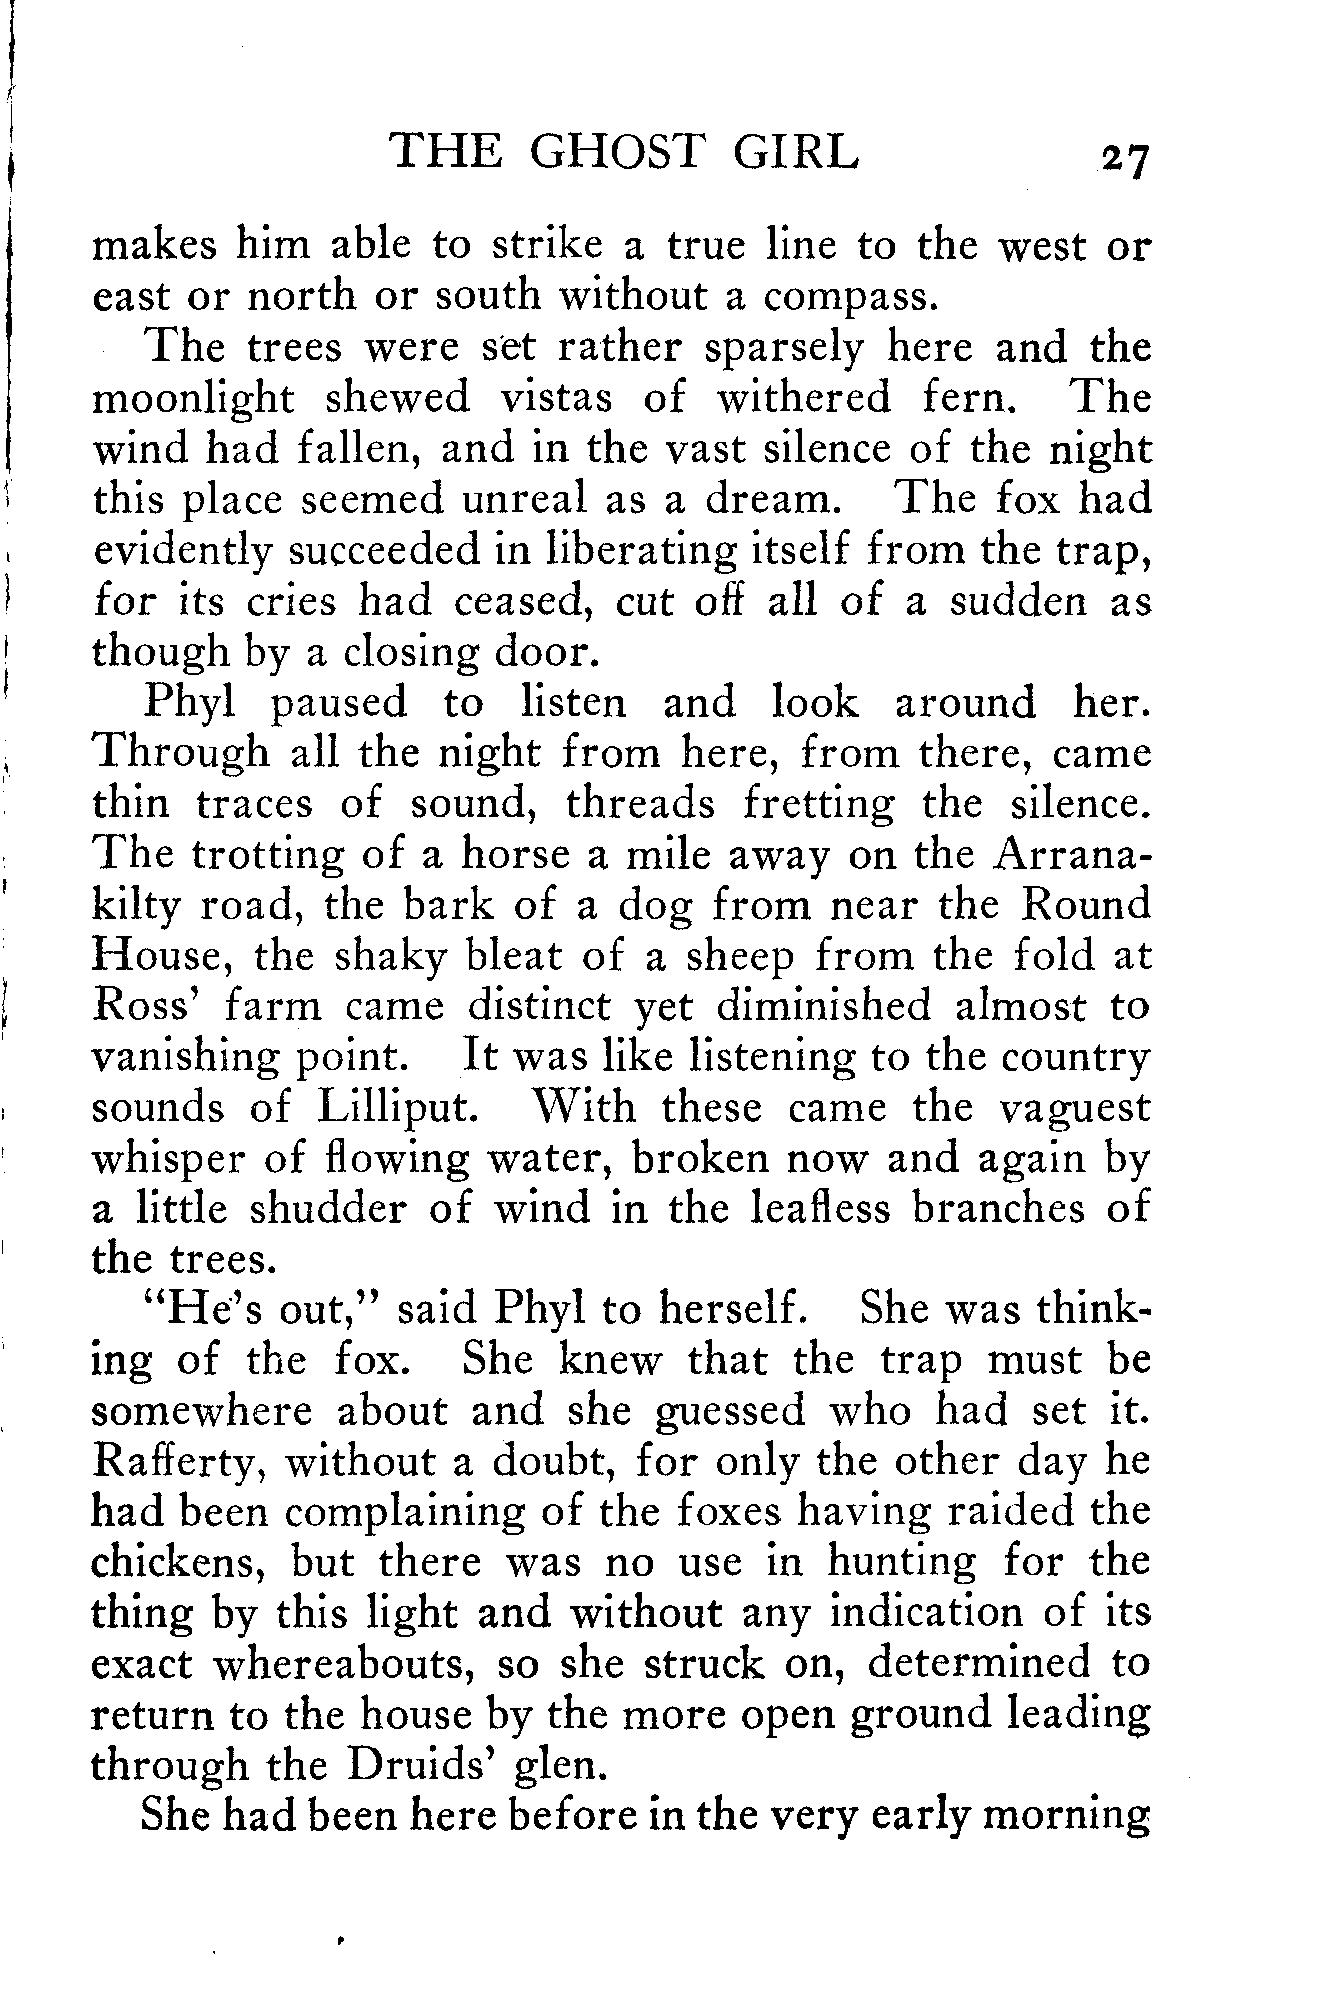 THE GHOST GIRL 27
makes him able to strike a true line to the west or
east or north or south without a compass.
The trees were set rather sparsely here and the
moonlight shewed vistas of withered fern. The
wind had fallen, and in the vast silence of the night
this place seemed unreal as a dream. The fox had
evidently succeeded in liberating itself from the trap,
for its cries had ceased, cut off all of a sudden as
though by a closing door.
Phyl paused to listen and look around her.
Through all the night from here, from there, came
thin traces of sound, threads fretting the silence.
The trotting of a horse a mile away on the Arrana-
kilty road, the bark of a dog from near the Round
House, the shaky bleat of a sheep from the fold at
Ross' farm came distinct yet diminished almost to
vanishing point. It was like listening to the country
sounds of Lilliput. With these came the vaguest
whisper of flowing water, broken now and again by
a little shudder of wind in the leafless branches of
the trees.
"He's out," said Phyl to herself. She was think-
ing of the fox. She knew that the trap must be
somewhere about and she guessed who had set it.
Rafferty, without a doubt, for only the other day he
had been complaining of the foxes having raided the
chickens, but there was no use in hunting for the
thing by this light and without any indication of its
exact whereabouts, so she struck on, determined to
return to the house by the more open ground leading
through the Druids' glen.
She had been here before in the very early morning